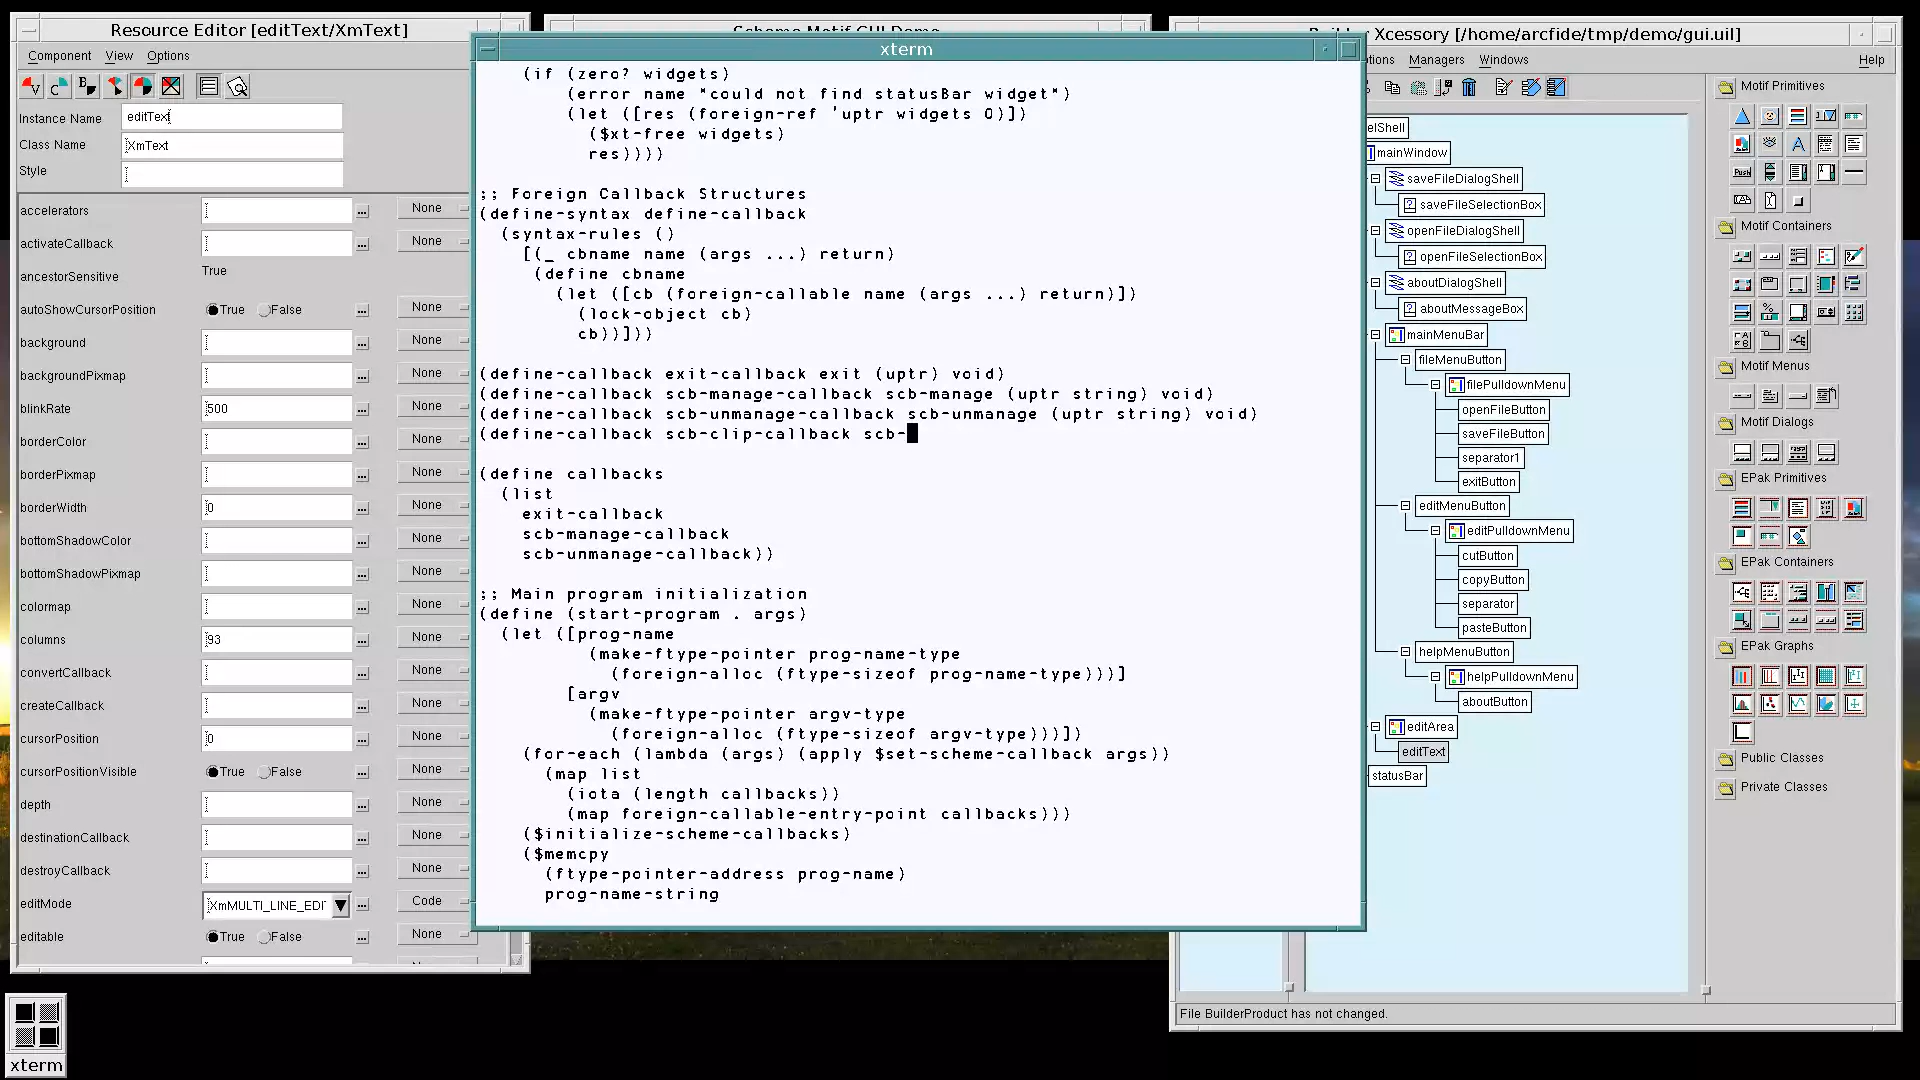 Resource Editor [editText/XmText]
Component View Options
Instance Name editText
Class Name XmText
Style
accelerators None
activateCallback None
ancestorSensitive True
autoShowCursorPosition True False None
background None
backgroundPixmap None
blinkRate 500 None
borderColor None
borderPixmap None
borderWidth 0 None
bottomShadowColor None
bottomShadowPixmap None
colormap None
columns 93 None
convertCallback None
createCallback None
cursorPosition 0 None
cursorPositionVisible True False None
depth None
destinationCallback None
destroyCallback None
editMode XmMULTI_LINE_EDI Code
editable True False None
xterm
Scheme Motif GUI Demo
xterm
(if (zero? widgets)
(error name "could not find statusBar widget")
(let ([res (foreign-ref 'uptr widgets 0)])
($xt-free widgets)
res))))
;; Foreign Callback Structures
(define-syntax define-callback
(syntax-rules ()
[(_ cbname name (args ...) return)
(define cbname
(let ([cb (foreign-callable name (args ...) return)])
(lock-object cb)
cb))]))
(define-callback exit-callback exit (uptr) void)
(define-callback scb-manage-callback scb-manage (uptr string) void)
(define-callback scb-unmanage-callback scb-unmanage (uptr string) void)
(define-callback scb-clip-callback scb-
(define callbacks
(list
exit-callback
scb-manage-callback
scb-unmanage-callback))
;; Main program initialization
(define (start-program . args)
(let ([prog-name
(make-ftype-pointer prog-name-type
(foreign-alloc (ftype-sizeof prog-name-type)))]
[argv
(make-ftype-pointer argv-type
(foreign-alloc (ftype-sizeof argv-type)))])
(for-each (lambda (args) (apply $set-scheme-callback args))
(map list
(iota (length callbacks))
(map foreign-callable-entry-point callbacks)))
($initialize-scheme-callbacks)
($memcpy
(ftype-pointer-address prog-name)
prog-name-string
Xcessory [/home/arcfide/tmp/demo/gui.uil]
tions Managers Windows Help
elShell
mainWindow
saveFileDialogShell
saveFileSelectionBox
openFileDialogShell
openFileSelectionBox
aboutDialogShell
aboutMessageBox
mainMenuBar
fileMenuButton
filePulldownMenu
openFileButton
saveFileButton
separator1
exitButton
editMenuButton
editPulldownMenu
cutButton
copyButton
separator
pasteButton
helpMenuButton
helpPulldownMenu
aboutButton
editArea
editText
statusBar
Motif Primitives
Push
Motif Containers
Motif Menus
Motif Dialogs
EPak Primitives
EPak Containers
EPak Graphs
Public Classes
Private Classes
File BuilderProduct has not changed.